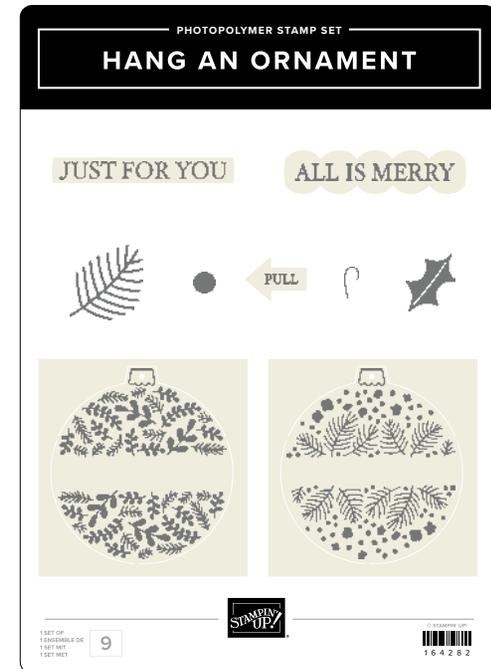 PHOTOPOLYMER STAMP SET
HANG AN ORNAMENT
JUST FOR YOU
ALL IS MERRY
PULL
STAMPIN' UP!
1 SET OF
1 ENSEMBLE DE
1 SET MIT
1 SET MET
9
© STAMPIN' UP!
164282